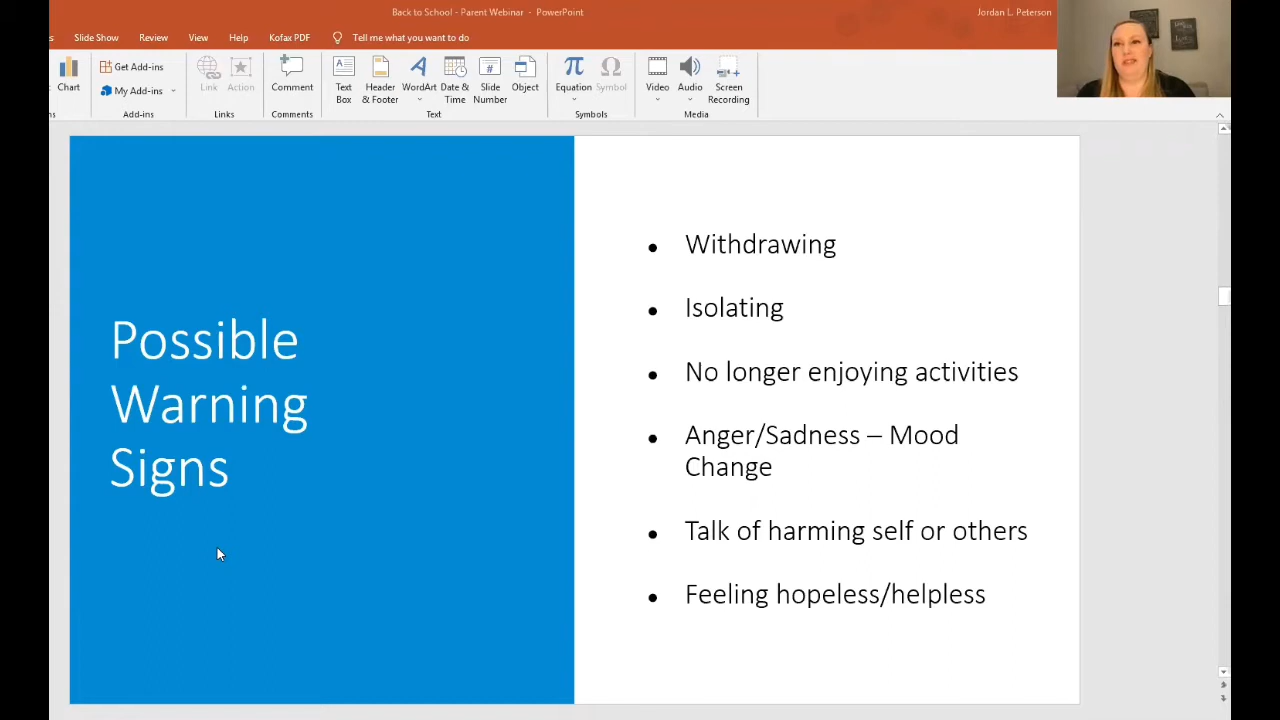 Back to School - Parent Webinar - PowerPoint
Jordan L. Peterson
Slide Show Review View Help Kofax PDF Tell me what you want to do
Chart
Get Add-ins
My Add-ins
Link
Action
Comment
Text
Box
Header
& Footer
WordArt
Date &
Time
Slide
Number
Object
Equation
Symbol
Video
Audio
Screen
Recording
Add-ins
Links
Comments
Text
Symbols
Media
Possible
Warning
Signs
• Withdrawing
• Isolating
• No longer enjoying activities
• Anger/Sadness – Mood
Change
• Talk of harming self or others
• Feeling hopeless/helpless